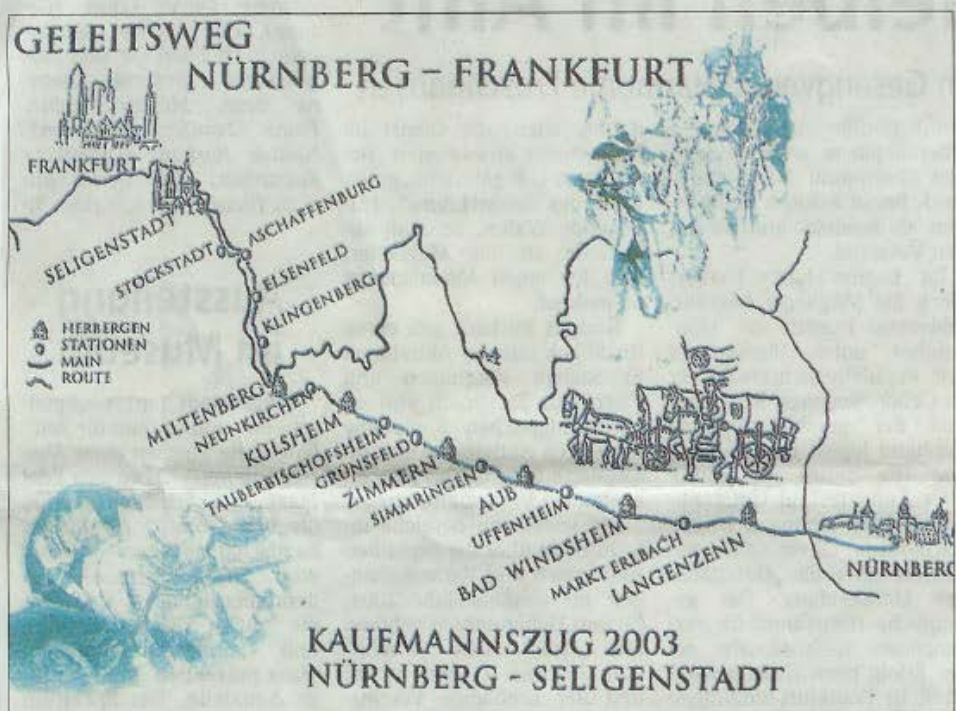 GELEITSWEG
NÜRNBERG – FRANKFURT
FRANKFURT
SELIGENSTADT
STOCKSTADT
ASCHAFFENBURG
ELSENFELD
KLINGENBERG
HERBERGEN
STATIONEN
MAIN
ROUTE
MILTENBERG
NEUNKIRCHEN
KÜLSHEIM
TAUBERBISCHOFSHEIM
GRÜNSFELD
ZIMMERN
SIMMRINGEN
AUB
UFFENHEIM
BAD WINDSHEIM
MARKT ERLBACH
LANGENZENN
NÜRNBERG
KAUFMANNSZUG 2003
NÜRNBERG - SELIGENSTADT